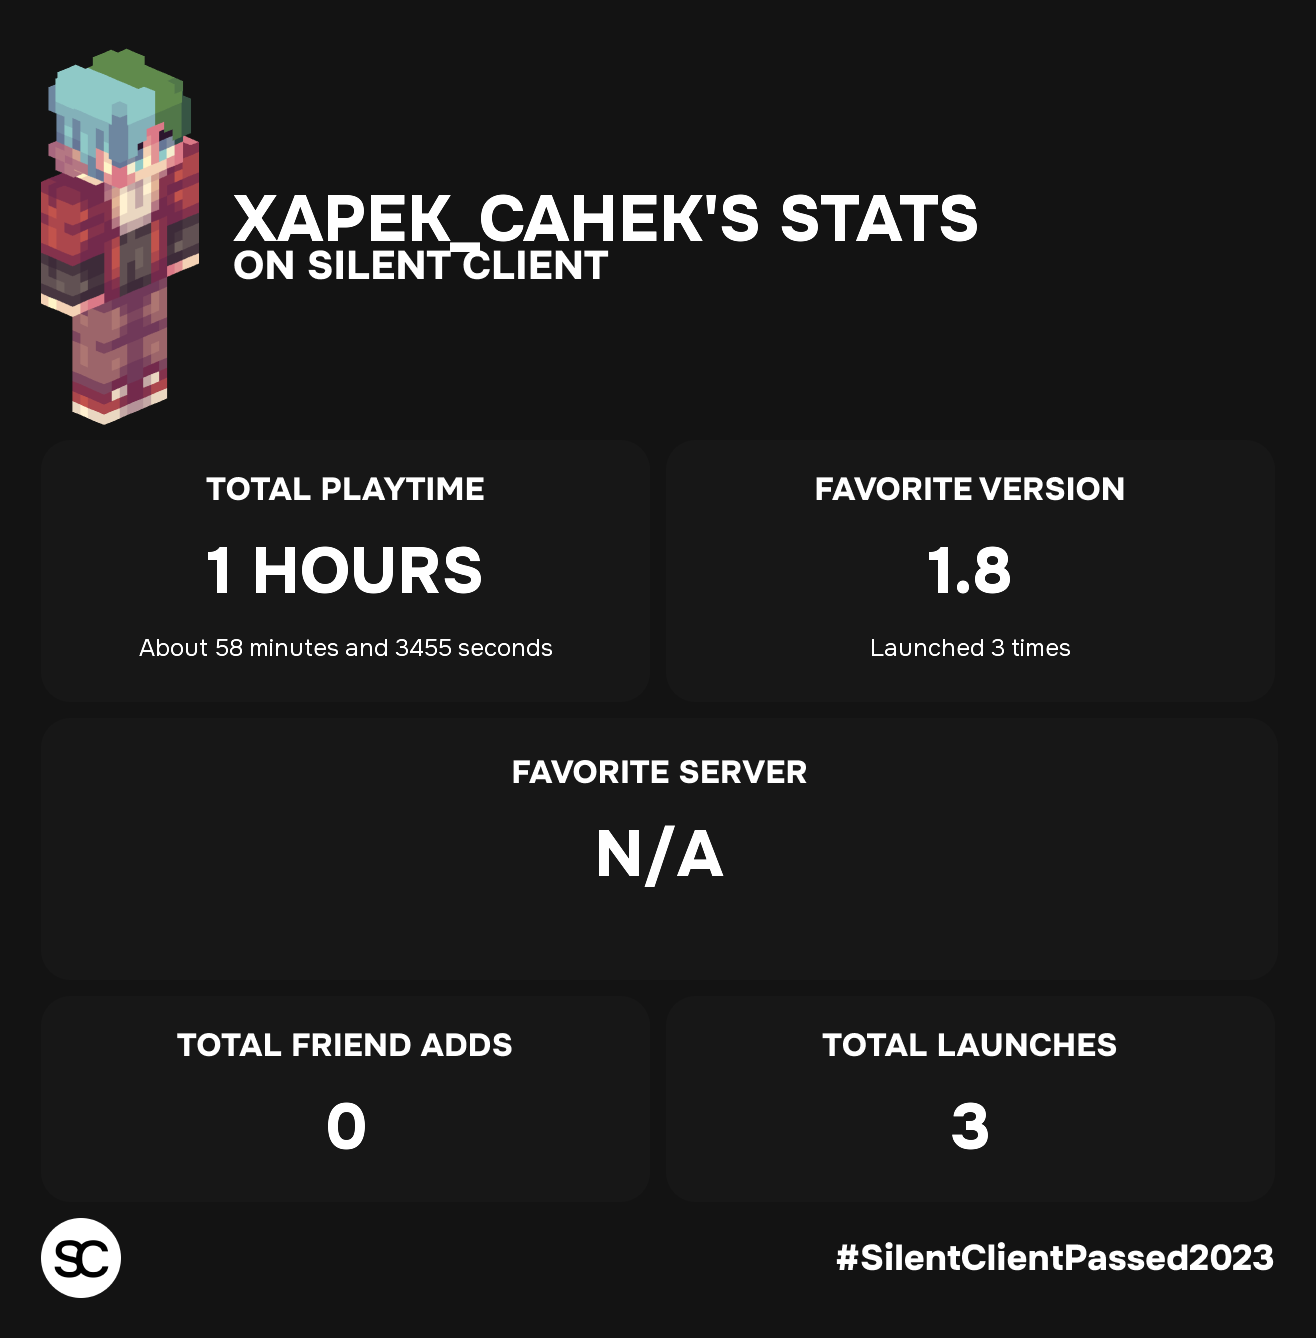 XAPEK_CAHEK'S STATS
ON SILENT CLIENT
TOTAL PLAYTIME
1 HOURS
About 58 minutes and 3455 seconds
FAVORITE VERSION
1.8
Launched 3 times
FAVORITE SERVER
N/A
TOTAL FRIEND ADDS
0
TOTAL LAUNCHES
3
SC
#SilentClientPassed2023